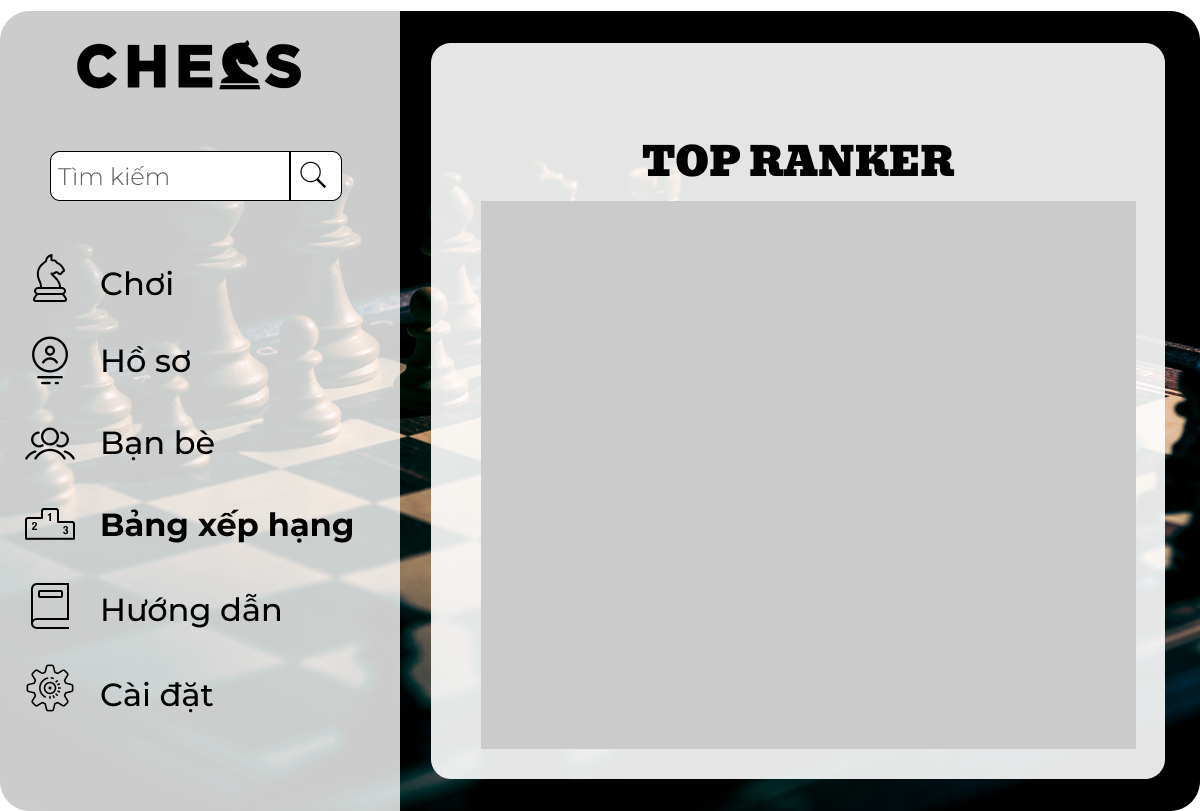 CHESS
Tìm kiếm
Chơi
Hồ sơ
Bạn bè
2 1 3
Bảng xếp hạng
Hướng dẫn
Cài đặt
TOP RANKER